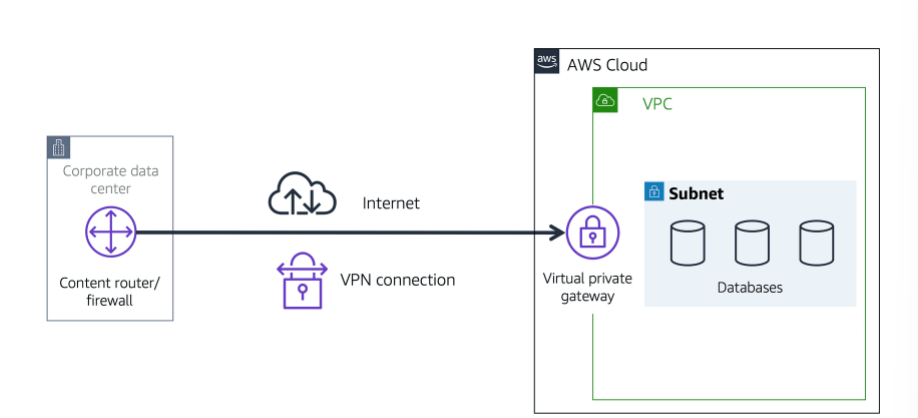 aws
AWS Cloud
VPC
Corporate data
center
Content router/
firewall
Internet
VPN connection
Virtual private
gateway
Subnet
Databases